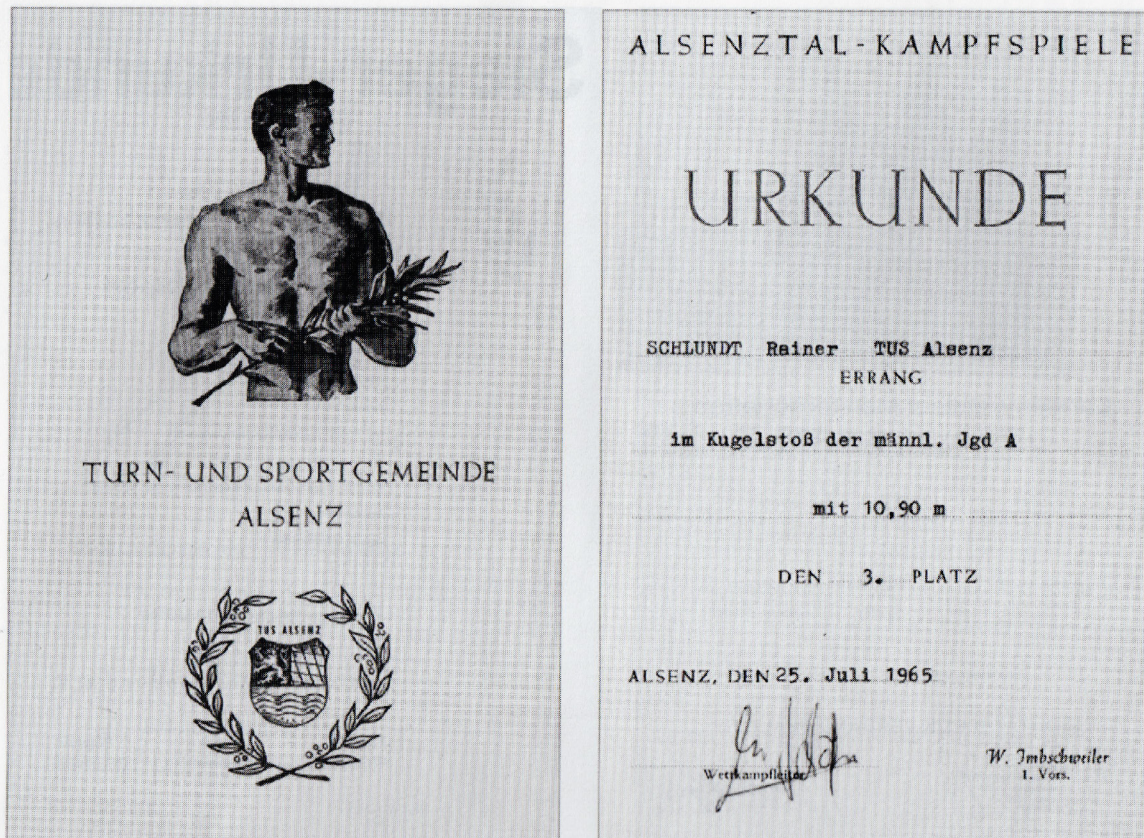 TURN- UND SPORTGEMEINDE
ALSENZ
TUS ALSENZ
ALSENZTAL-KAMPFSPIELE
URKUNDE
SCHLUNDT Rainer TUS Alsenz
ERRANG
im Kugelstoß der männl. Jgd A
mit 10,90 m
DEN 3. PLATZ
ALSENZ, DEN 25. Juli 1965
Wettkampfleiter
W. Imbschweiler
1. Vors.